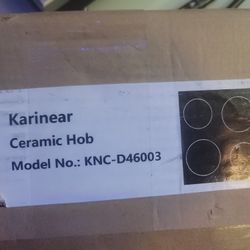 Karinear
Ceramic Hob
Model No.: KNC-D46003